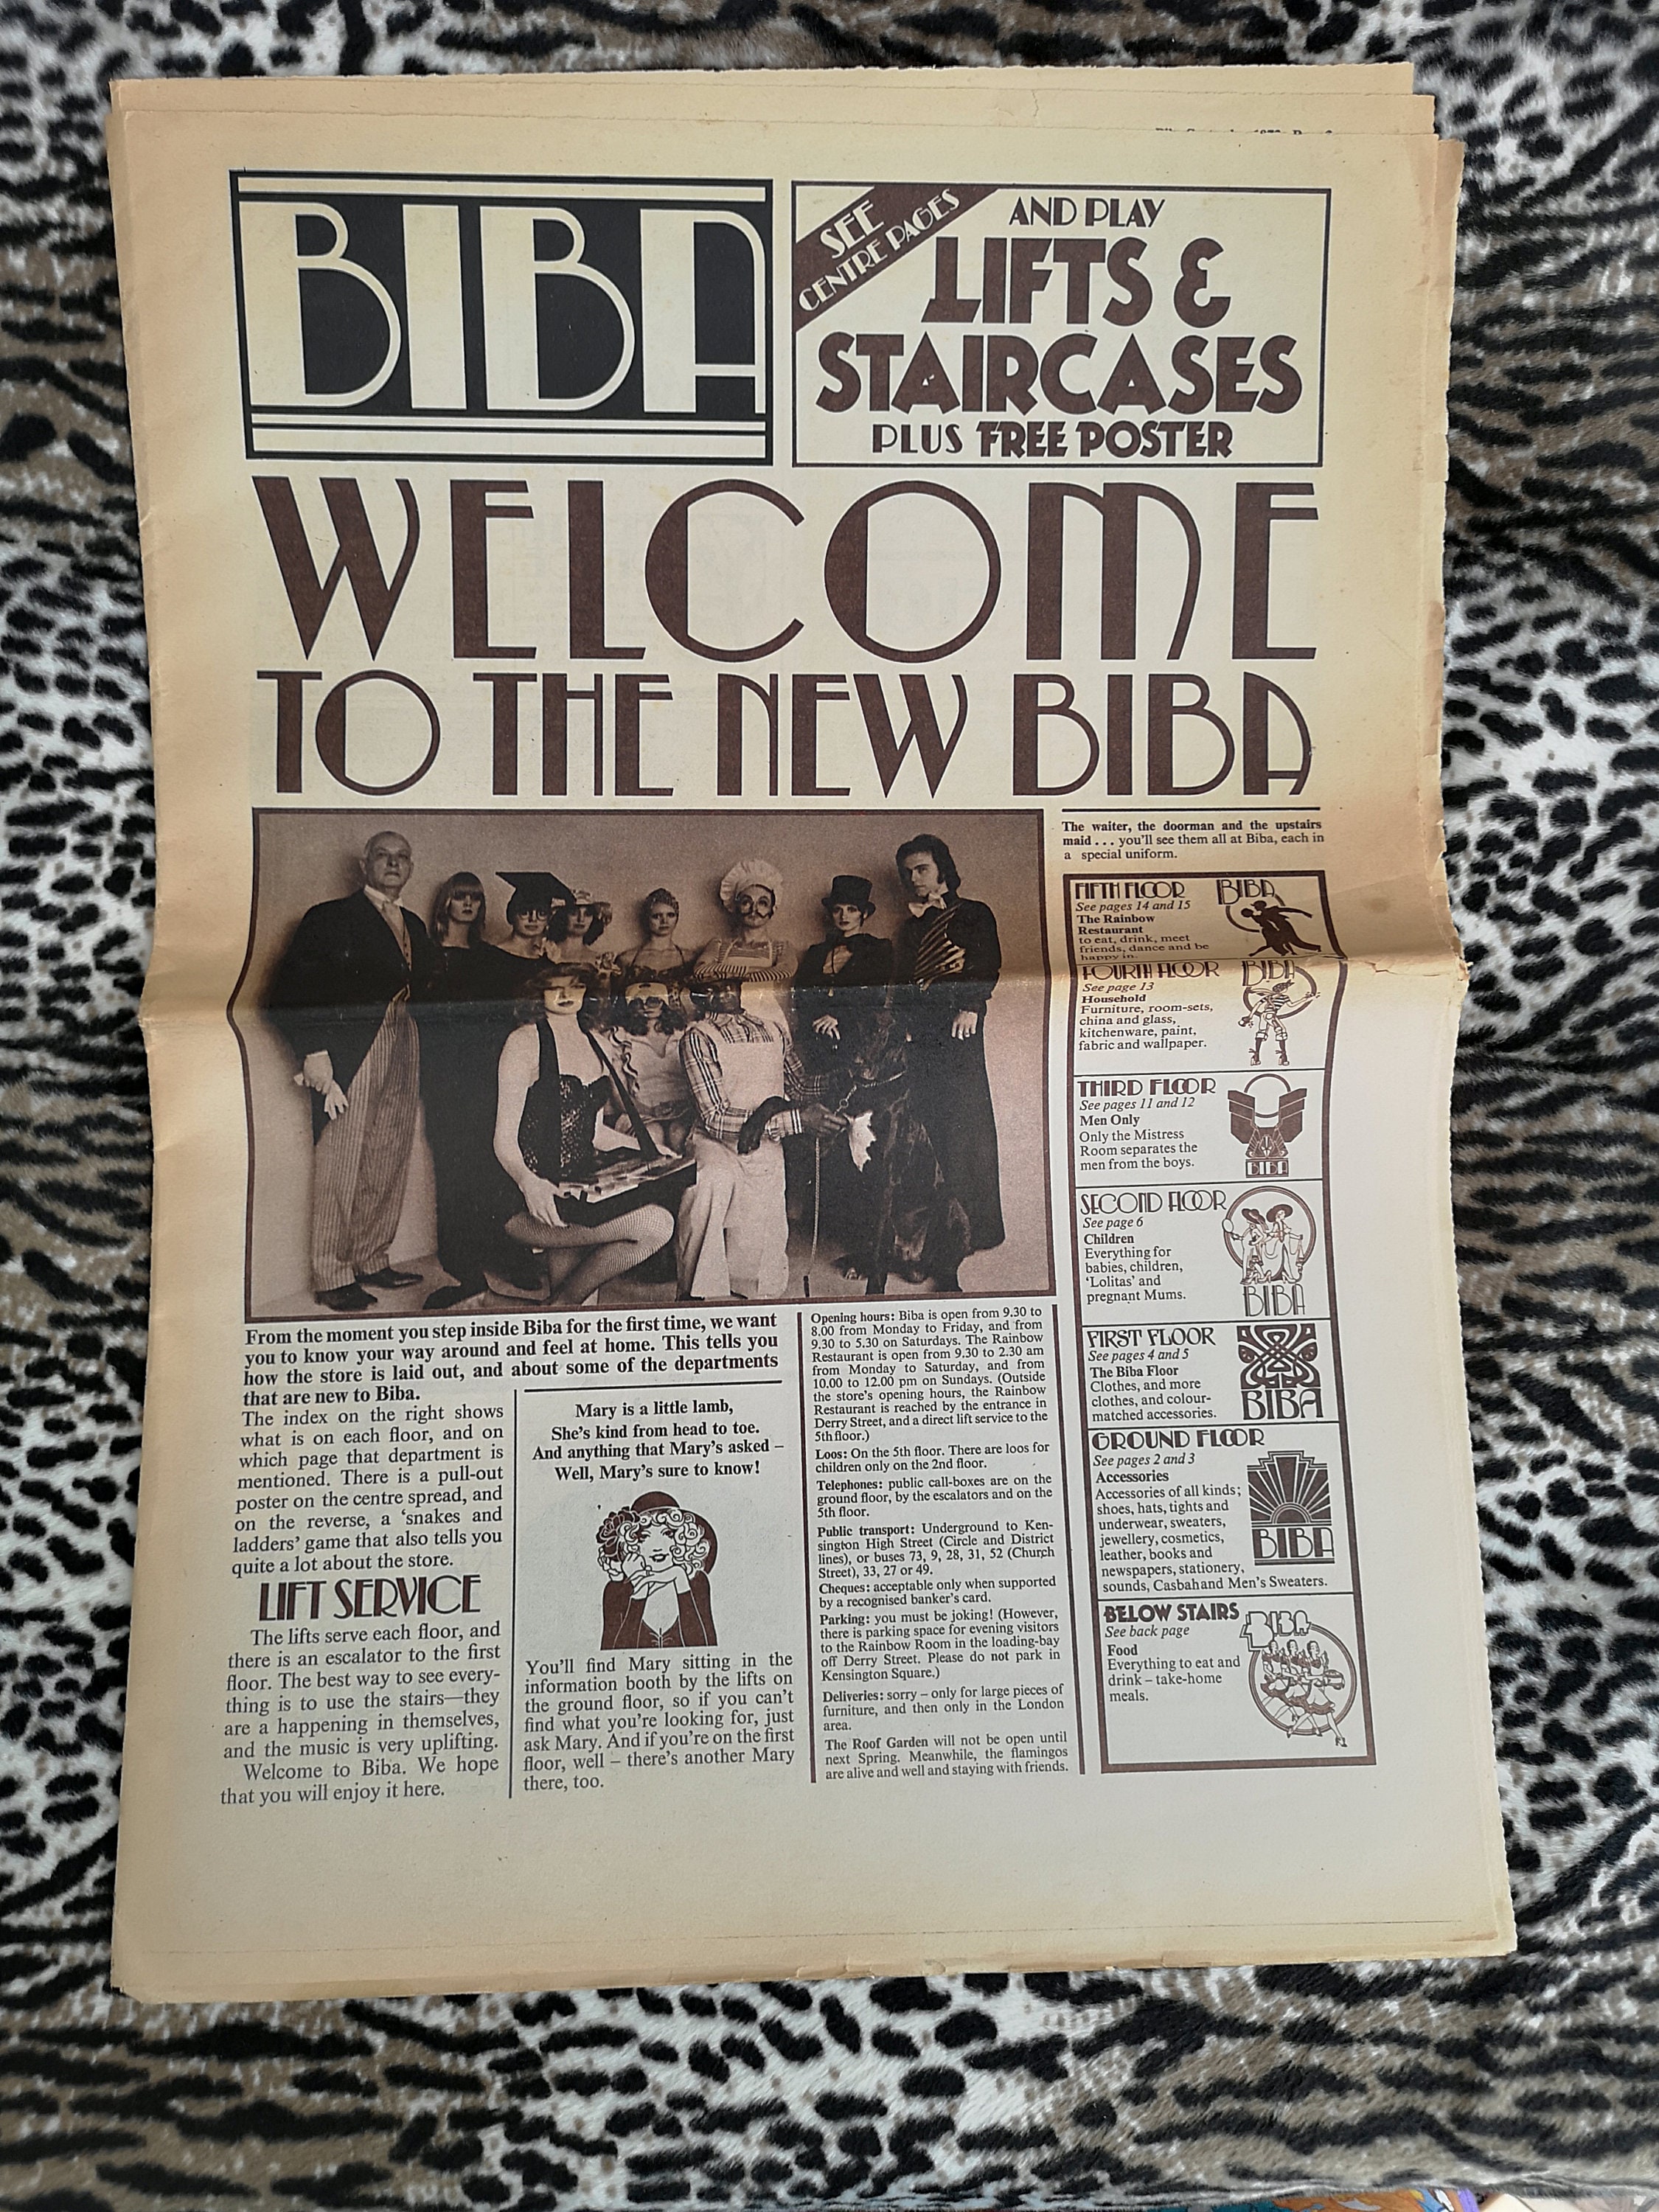 BIBA
SEE
CENTRE PAGES
AND PLAY
LIFTS &
STAIRCASES
PLUS FREE POSTER
WELCOME
TO THE NEW BIBA
The waiter, the doorman and the upstairs
maid . . . you'll see them all at Biba, each in
a special uniform.
From the moment you step inside Biba for the first time, we want
you to know your way around and feel at home. This tells you
how the store is laid out, and about some of the departments
that are new to Biba.
The index on the right shows
what is on each floor, and on
which page that department is
mentioned. There is a pull-out
poster on the centre spread, and
on the reverse, a 'snakes and
ladders' game that also tells you
quite a lot about the store.
LIFT SERVICE
The lifts serve each floor, and
there is an escalator to the first
floor. The best way to see every-
thing is to use the stairs—they
are a happening in themselves,
and the music is very uplifting.
Welcome to Biba. We hope
that you will enjoy it here.
Mary is a little lamb,
She's kind from head to toe.
And anything that Mary's asked –
Well, Mary's sure to know!
You'll find Mary sitting in the
information booth by the lifts on
the ground floor, so if you can't
find what you're looking for, just
ask Mary. And if you're on the first
floor, well – there's another Mary
there, too.
Opening hours: Biba is open from 9.30 to
8.00 from Monday to Friday, and from
9.30 to 5.30 on Saturdays. The Rainbow
Restaurant is open from 9.30 to 2.30 am
from Monday to Saturday, and from
10.00 to 12.00 pm on Sundays. (Outside
the store's opening hours, the Rainbow
Restaurant is reached by the entrance in
Derry Street, and a direct lift service to the
5th floor.)
Loos: On the 5th floor. There are loos for
children only on the 2nd floor.
Telephones: public call-boxes are on the
ground floor, by the escalators and on the
5th floor.
Public transport: Underground to Ken-
sington High Street (Circle and District
lines), or buses 73, 9, 28, 31, 52 (Church
Street), 33, 27 or 49.
Cheques: acceptable only when supported
by a recognised banker's card.
Parking: you must be joking! (However,
there is parking space for evening visitors
to the Rainbow Room in the loading-bay
off Derry Street. Please do not park in
Kensington Square.)
Deliveries: sorry – only for large pieces of
furniture, and then only in the London
area.
The Roof Garden will not be open until
next Spring. Meanwhile, the flamingos
are alive and well and staying with friends.
FIFTH FLOOR
See pages 14 and 15
The Rainbow
Restaurant
to eat, drink, meet
friends, dance and be
happy in.
BIBA
FOURTH FLOOR
See page 13
Household
Furniture, room-sets,
china and glass,
kitchenware, paint,
fabric and wallpaper.
BIBA
THIRD FLOOR
See pages 11 and 12
Men Only
Only the Mistress
Room separates the
men from the boys.
BIBA
SECOND FLOOR
See page 6
Children
Everything for
babies, children,
'Lolitas' and
pregnant Mums.
BIBA
FIRST FLOOR
See pages 4 and 5
The Biba Floor
Clothes, and more
clothes, and colour-
matched accessories.
BIBA
GROUND FLOOR
See pages 2 and 3
Accessories
Accessories of all kinds;
shoes, hats, tights and
underwear, sweaters,
jewellery, cosmetics,
leather, books and
newspapers, stationery,
sounds, Casbah and Men's Sweaters.
BIBA
BELOW STAIRS
See back page
Food
Everything to eat and
drink – take-home
meals.
BIBA